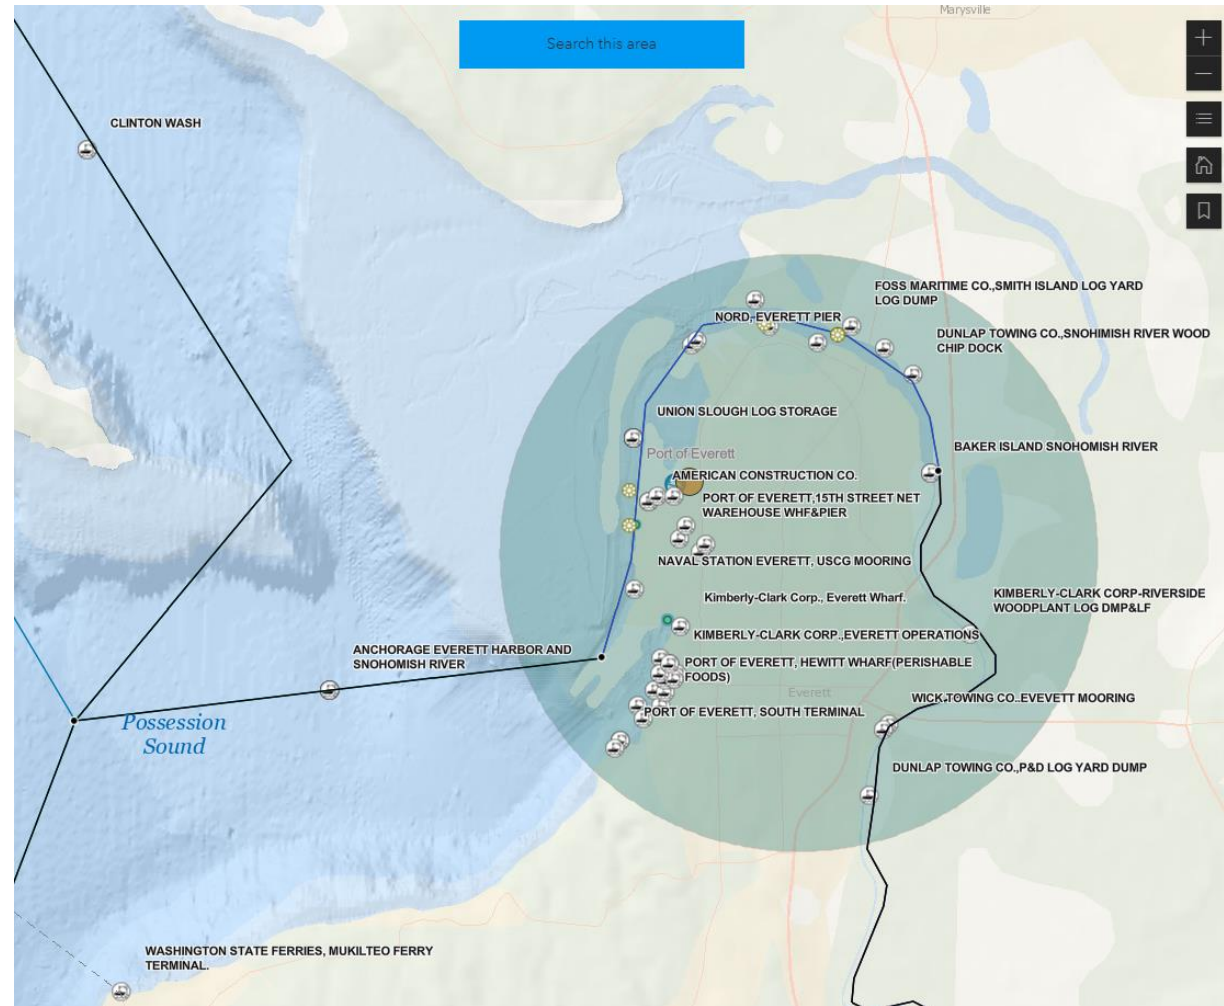 Marysville
Search this area
CLINTON WASH
FOSS MARITIME CO.,SMITH ISLAND LOG YARD
LOG DUMP
NORD, EVERETT PIER
DUNLAP TOWING CO.,SNOHIMISH RIVER WOOD
CHIP DOCK
UNION SLOUGH LOG STORAGE
BAKER ISLAND SNOHOMISH RIVER
Port of Everett
AMERICAN CONSTRUCTION CO.
PORT OF EVERETT,15TH STREET NET
WAREHOUSE WHF&PIER
NAVAL STATION EVERETT, USCG MOORING
KIMBERLY-CLARK CORP-RIVERSIDE
WOODPLANT LOG DMP&LF
Kimberly-Clark Corp., Everett Wharf.
KIMBERLY-CLARK CORP.,EVERETT OPERATIONS
ANCHORAGE EVERETT HARBOR AND
SNOHOMISH RIVER
PORT OF EVERETT, HEWITT WHARF(PERISHABLE
FOODS)
Everett
WICK TOWING CO..EVEVETT MOORING
PORT OF EVERETT, SOUTH TERMINAL
Possession
Sound
DUNLAP TOWING CO.,P&D LOG YARD DUMP
WASHINGTON STATE FERRIES, MUKILTEO FERRY
TERMINAL.